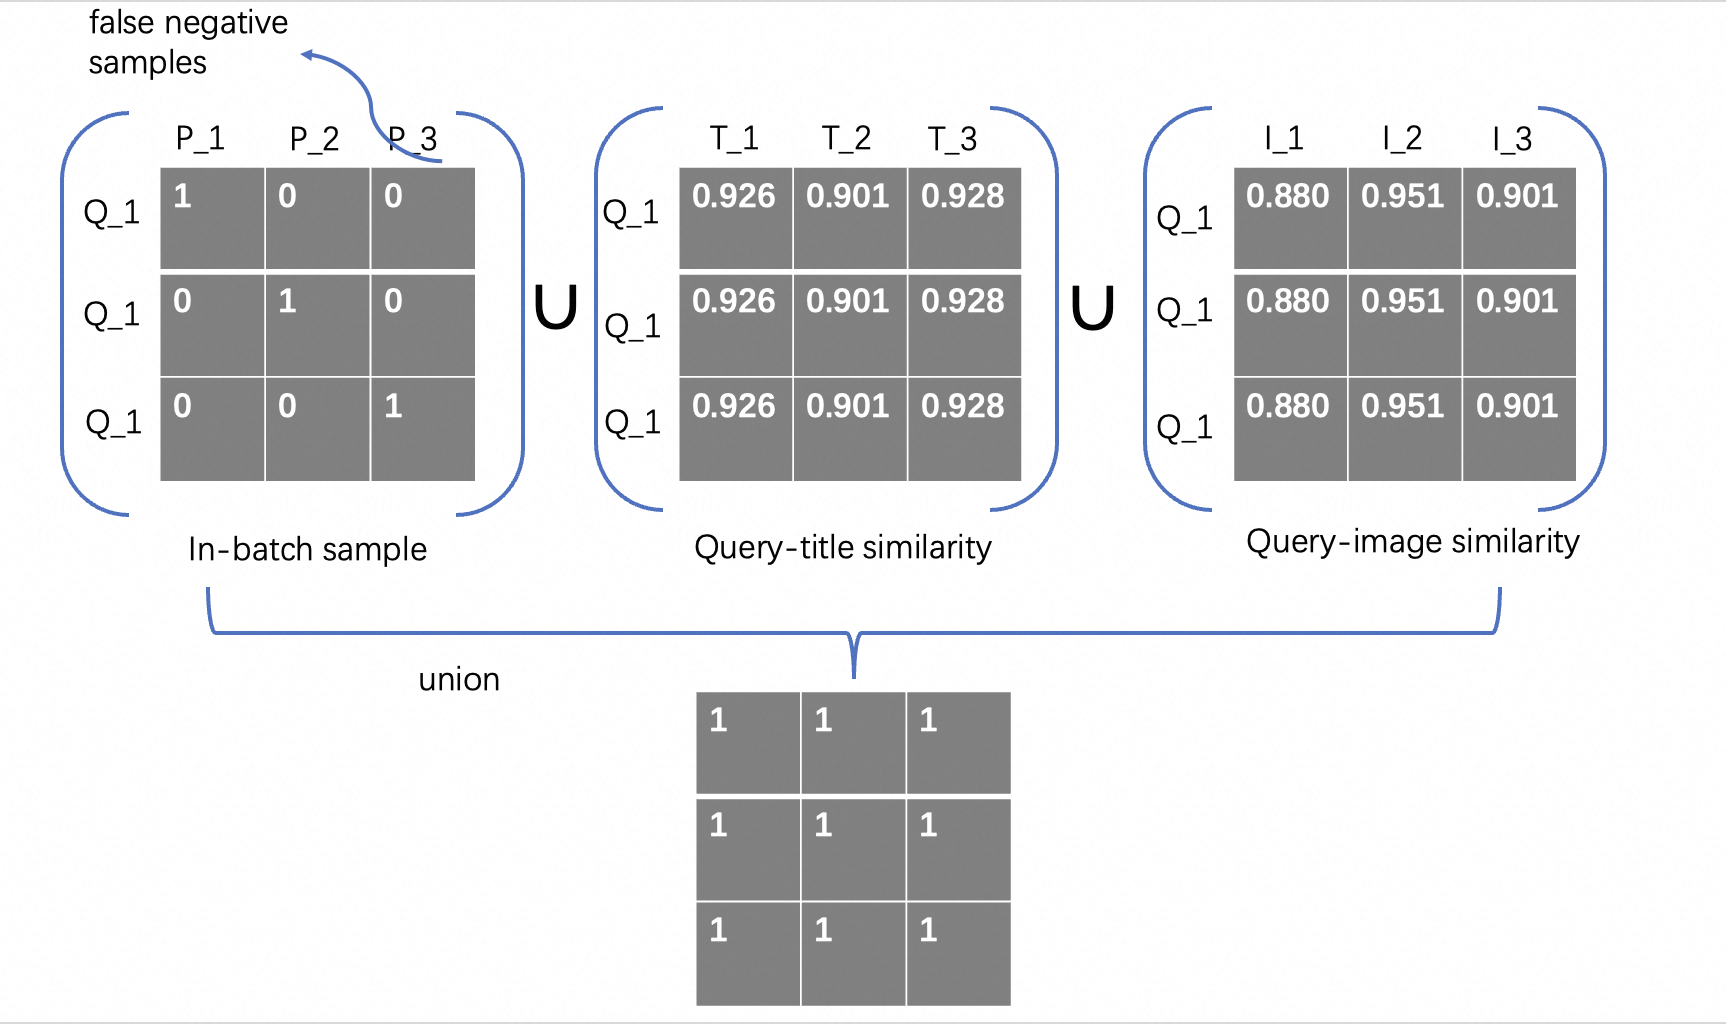 false negative
samples
P_1 P_2 P_3
Q_1 1 0 0
Q_1 0 1 0
Q_1 0 0 1
In-batch sample
∪
T_1 T_2 T_3
Q_1 0.926 0.901 0.928
Q_1 0.926 0.901 0.928
Q_1 0.926 0.901 0.928
Query-title similarity
∪
I_1 I_2 I_3
Q_1 0.880 0.951 0.901
Q_1 0.880 0.951 0.901
Q_1 0.880 0.951 0.901
Query-image similarity
union
1 1 1
1 1 1
1 1 1